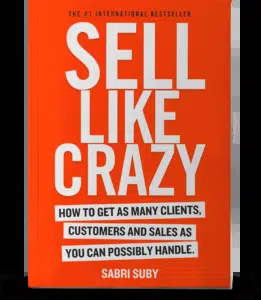 THE #1 INTERNATIONAL BESTSELLER
SELL
LIKE
CRAZY
HOW TO GET AS MANY CLIENTS,
CUSTOMERS AND SALES AS
YOU CAN POSSIBLY HANDLE.
SABRI SUBY